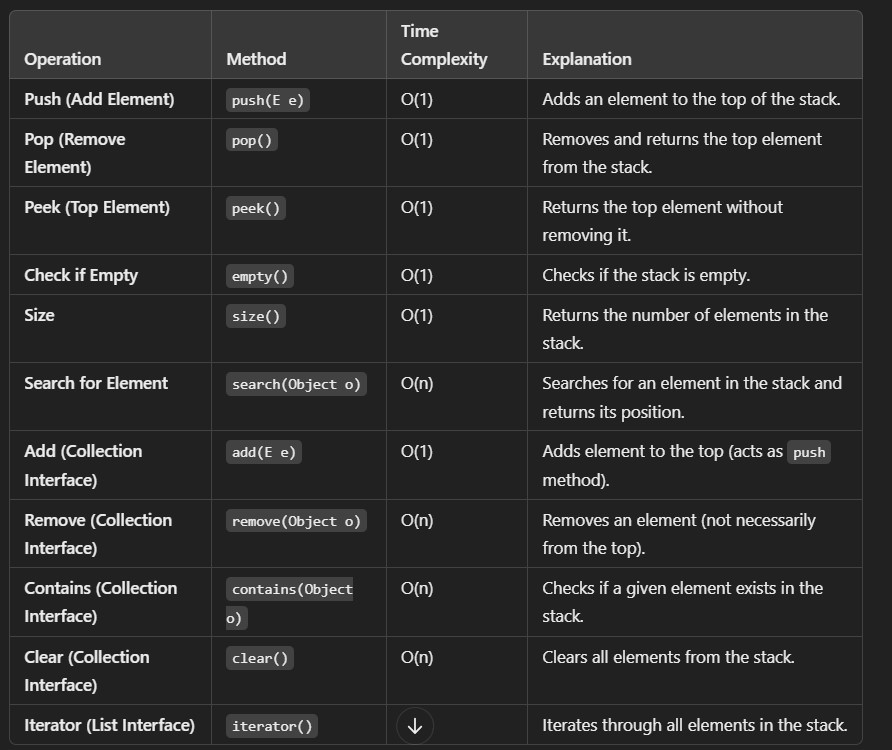 Operation Method Time Complexity Explanation
Push (Add Element) push(E e) O(1) Adds an element to the top of the stack.
Pop (Remove Element) pop() O(1) Removes and returns the top element from the stack.
Peek (Top Element) peek() O(1) Returns the top element without removing it.
Check if Empty empty() O(1) Checks if the stack is empty.
Size size() O(1) Returns the number of elements in the stack.
Search for Element search(Object o) O(n) Searches for an element in the stack and returns its position.
Add (Collection Interface) add(E e) O(1) Adds element to the top (acts as push method).
Remove (Collection Interface) remove(Object o) O(n) Removes an element (not necessarily from the top).
Contains (Collection Interface) contains(Object o) O(n) Checks if a given element exists in the stack.
Clear (Collection Interface) clear() O(n) Clears all elements from the stack.
Iterator (List Interface) iterator() Iterates through all elements in the stack.